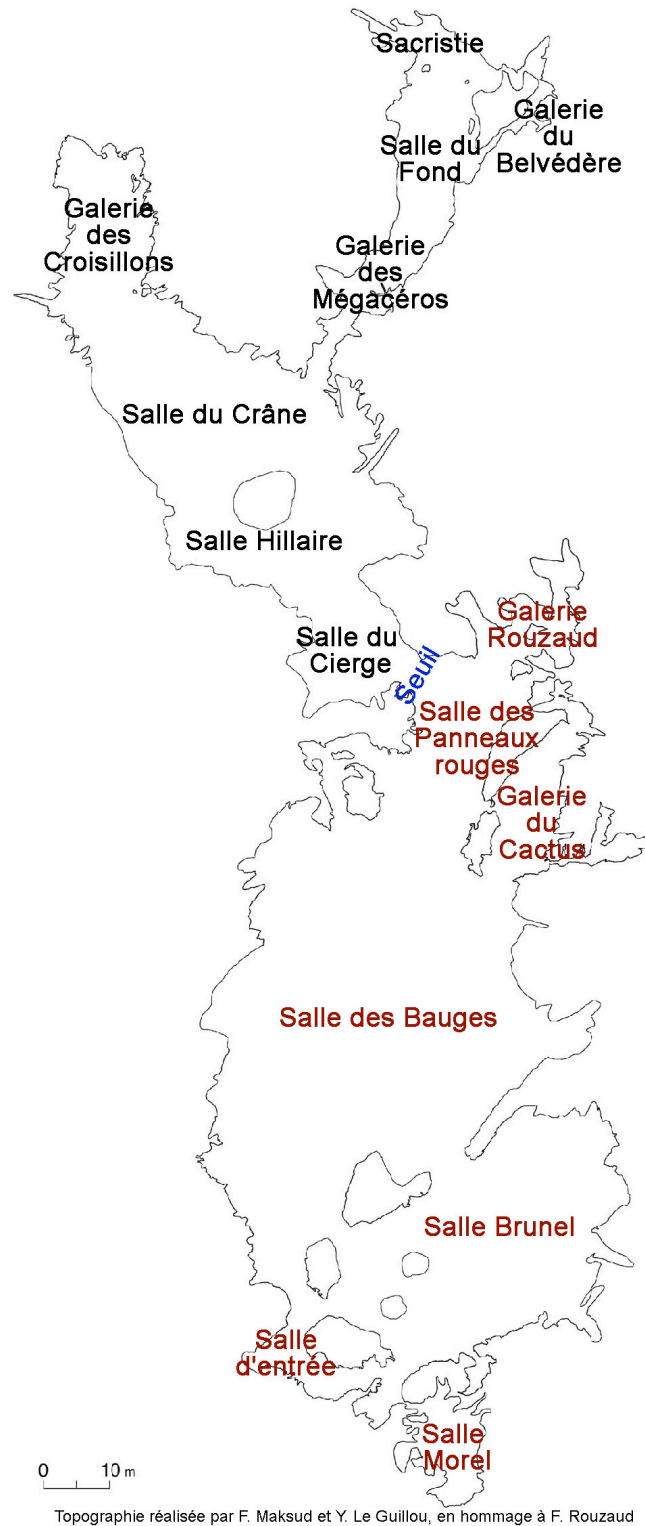 Sacristie
Galerie
du
Belvédère
Salle du
Fond
Galerie
des
Croisillons
Galerie
des
Mégacéros
Salle du Crâne
Salle Hillaire
Galerie
Rouzaud
Salle du
Cierge
Seuil
Salle des
Panneaux
rouges
Galerie
du
Cactus
Salle des Bauges
Salle Brunel
Salle
d'entrée
Salle
Morel
0 10 m
Topographie réalisée par F. Maksud et Y. Le Guillou, en hommage à F. Rouzaud